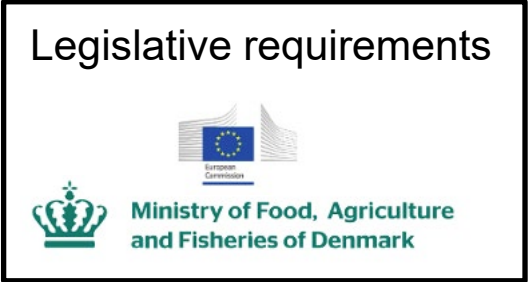 Legislative requirements
European
Commission
Ministry of Food, Agriculture
and Fisheries of Denmark